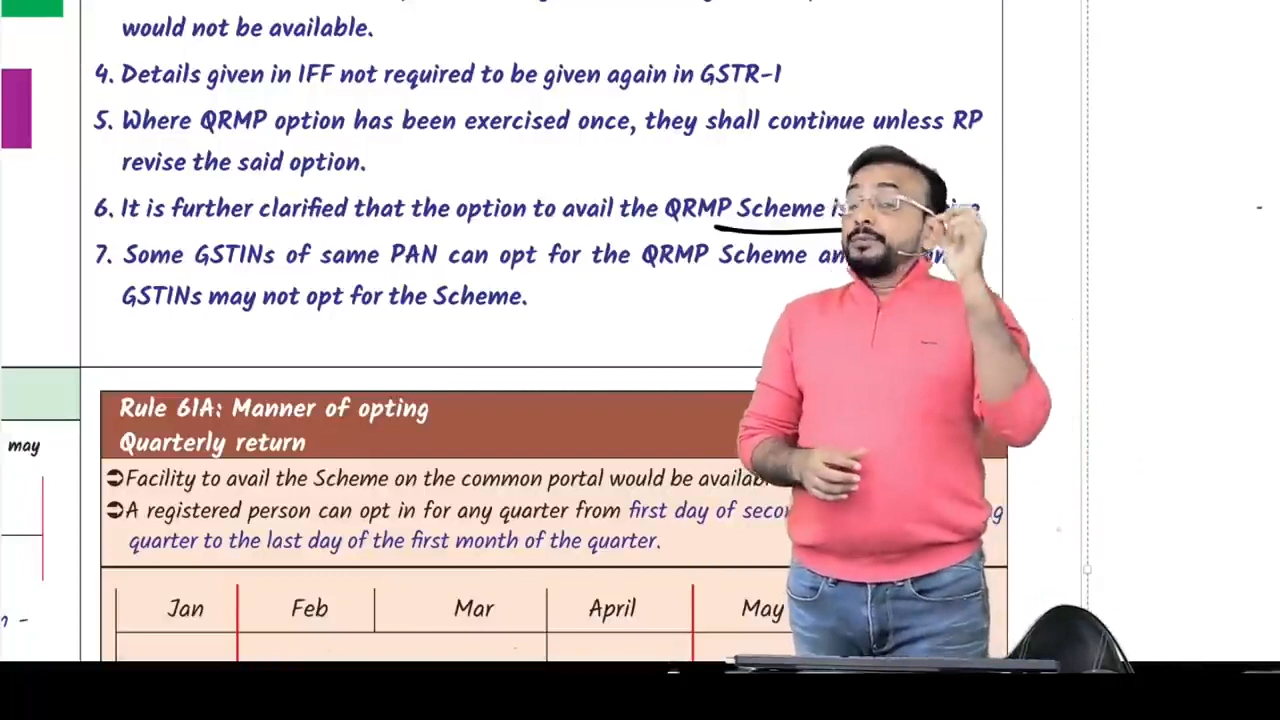 would not be available.
4. Details given in IFF not required to be given again in GSTR-1
5. Where QRMP option has been exercised once, they shall continue unless RP
revise the said option.
6. It is further clarified that the option to avail the QRMP Scheme
7. Some GSTINs of same PAN can opt for the QRMP Scheme
GSTINs may not opt for the Scheme.
may
Rule 61A: Manner of opting
Quarterly return
➲Facility to avail the Scheme on the common portal would be
➲A registered person can opt in for any quarter from first day of
quarter to the last day of the first month of the quarter.
Jan Feb Mar April May